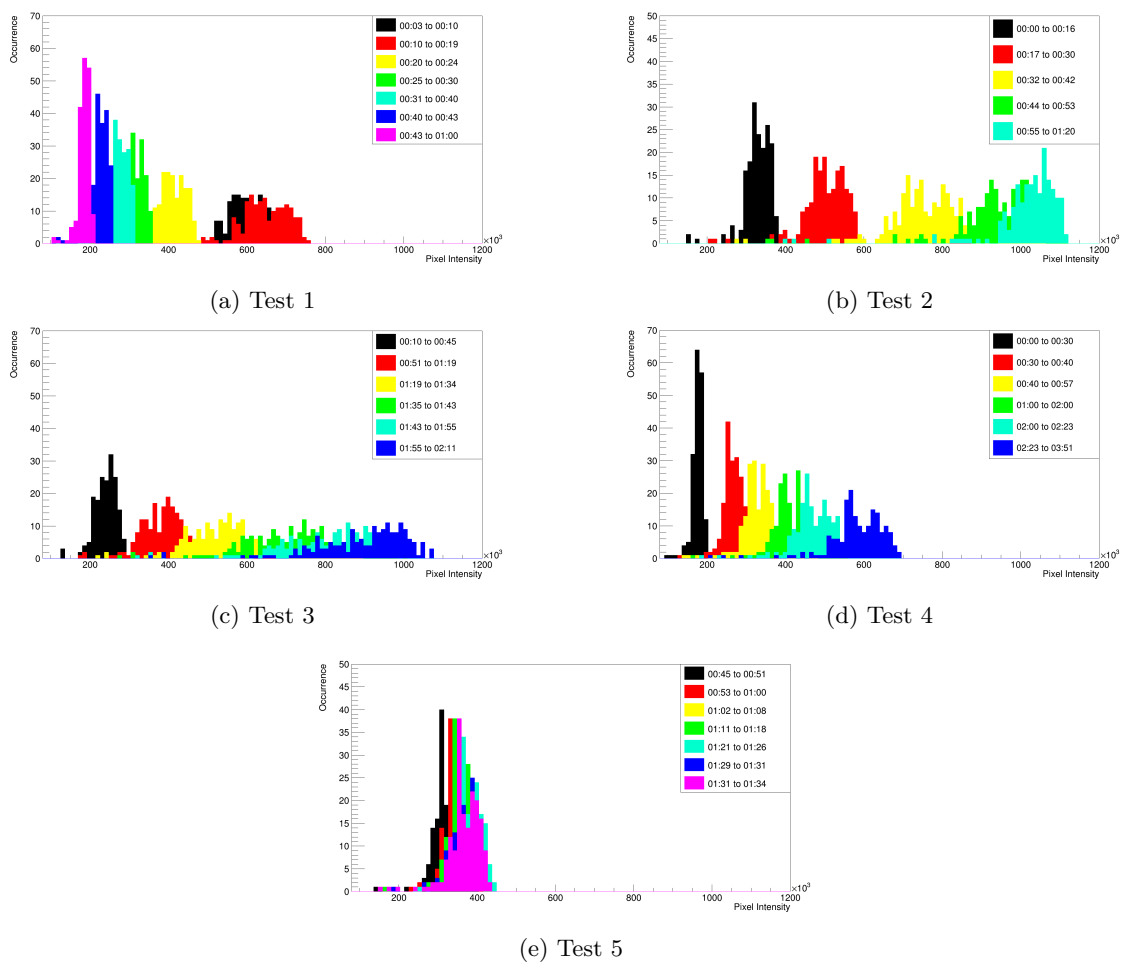 Occurrence
70
60
50
40
30
20
10
0
200 400 600 800 1000 1200
×10³
Pixel Intensity
00:03 to 00:10
00:10 to 00:19
00:20 to 00:24
00:25 to 00:30
00:31 to 00:40
00:40 to 00:43
00:43 to 01:00
(a) Test 1
Occurrence
50
45
40
35
30
25
20
15
10
5
0
200 400 600 800 1000 1200
×10³
Pixel Intensity
00:00 to 00:16
00:17 to 00:30
00:32 to 00:42
00:44 to 00:53
00:55 to 01:20
(b) Test 2
Occurrence
70
60
50
40
30
20
10
0
200 400 600 800 1000 1200
×10³
Pixel Intensity
00:10 to 00:45
00:51 to 01:19
01:19 to 01:34
01:35 to 01:43
01:43 to 01:55
01:55 to 02:11
(c) Test 3
Occurrence
70
60
50
40
30
20
10
0
200 400 600 800 1000 1200
×10³
Pixel Intensity
00:00 to 00:30
00:30 to 00:40
00:40 to 00:57
01:00 to 02:00
02:00 to 02:23
02:23 to 03:51
(d) Test 4
Occurrence
50
45
40
35
30
25
20
15
10
5
0
200 400 600 800 1000 1200
×10³
Pixel Intensity
00:45 to 00:51
00:53 to 01:00
01:02 to 01:08
01:11 to 01:18
01:21 to 01:26
01:29 to 01:31
01:31 to 01:34
(e) Test 5